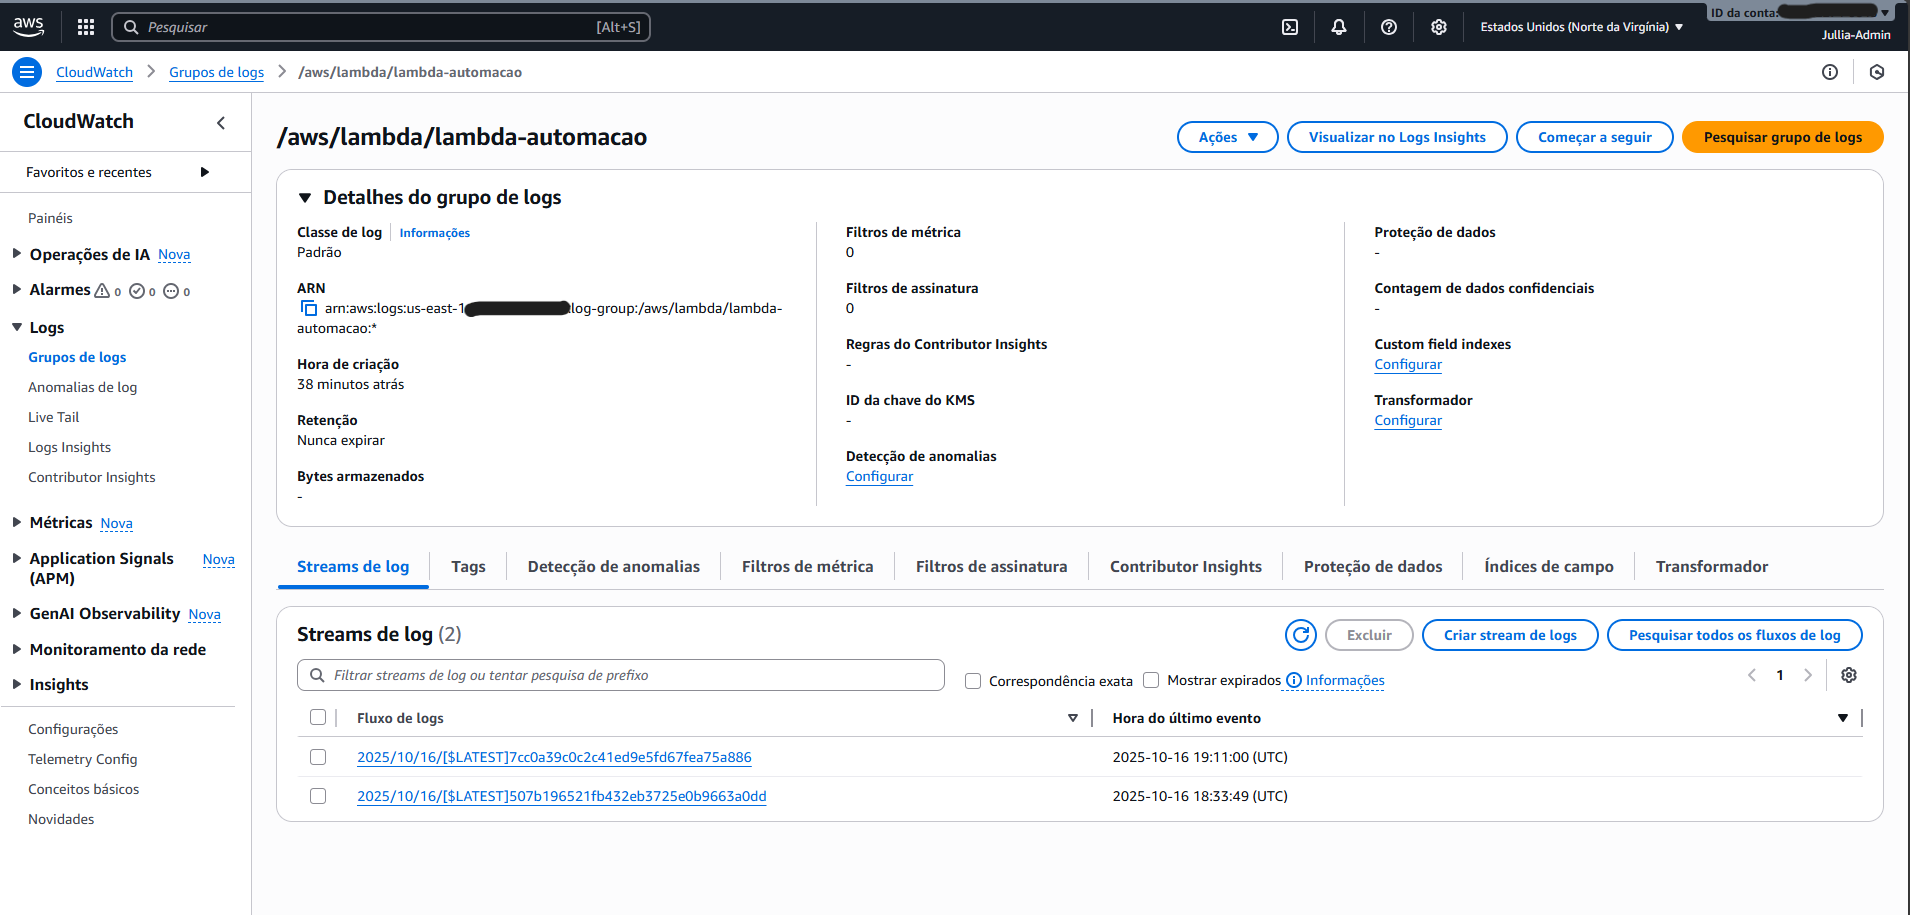 aws
Pesquisar
[Alt+S]
Estados Unidos (Norte da Virgínia)
ID da conta:
Jullia-Admin
CloudWatch
Grupos de logs
/aws/lambda/lambda-automacao
CloudWatch
Favoritos e recentes
Painéis
Operações de IA Nova
Alarmes 0 0 0
Logs
Grupos de logs
Anomalias de log
Live Tail
Logs Insights
Contributor Insights
Métricas Nova
Application Signals Nova
(APM)
GenAI Observability Nova
Monitoramento da rede
Insights
Configurações
Telemetry Config
Conceitos básicos
Novidades
/aws/lambda/lambda-automacao
Ações
Visualizar no Logs Insights
Começar a seguir
Pesquisar grupo de logs
Detalhes do grupo de logs
Classe de log
Informações
Padrão
ARN
arn:aws:logs:us-east-1 log-group:/aws/lambda/lambda-
automacao:*
Hora de criação
38 minutos atrás
Retenção
Nunca expirar
Bytes armazenados
-
Filtros de métrica
0
Filtros de assinatura
0
Regras do Contributor Insights
-
ID da chave do KMS
-
Detecção de anomalias
Configurar
Proteção de dados
-
Contagem de dados confidenciais
-
Custom field indexes
Configurar
Transformador
Configurar
Streams de log
Tags
Detecção de anomalias
Filtros de métrica
Filtros de assinatura
Contributor Insights
Proteção de dados
Índices de campo
Transformador
Streams de log (2)
Excluir
Criar stream de logs
Pesquisar todos os fluxos de log
Filtrar streams de log ou tentar pesquisa de prefixo
Correspondência exata
Mostrar expirados
Informações
1
Fluxo de logs
Hora do último evento
2025/10/16/[$LATEST]7cc0a39c0c2c41ed9e5fd67fea75a886
2025-10-16 19:11:00 (UTC)
2025/10/16/[$LATEST]507b196521fb432eb3725e0b9663a0dd
2025-10-16 18:33:49 (UTC)